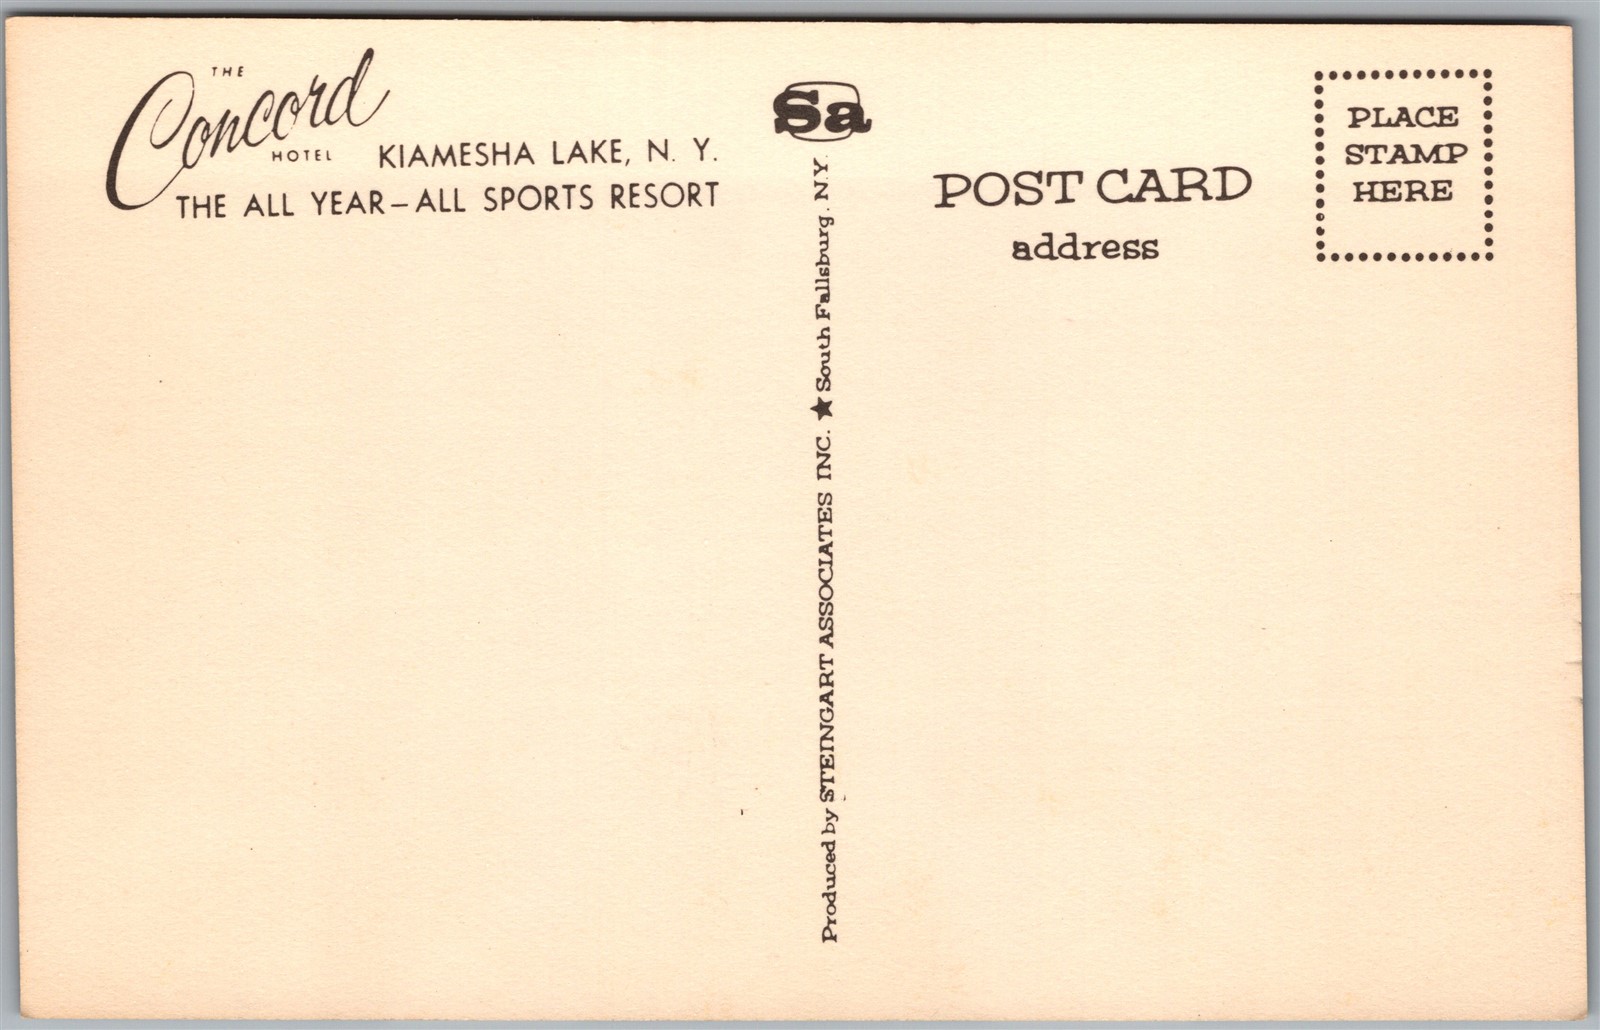 THE
Concord
HOTEL
KIAMESHA LAKE, N. Y.
THE ALL YEAR—ALL SPORTS RESORT
Sa
Produced by STEINGART ASSOCIATES INC. ★ South Fallsburg. N.Y.
POST CARD
address
PLACE
STAMP
HERE